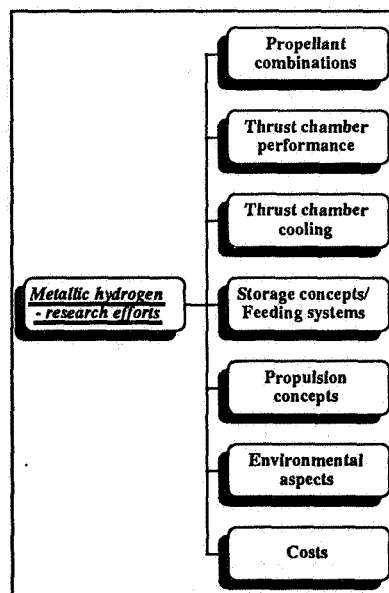 Propellant
combinations
Thrust chamber
performance
Thrust chamber
cooling
Metallic hydrogen
- research efforts
Storage concepts/
Feeding systems
Propulsion
concepts
Environmental
aspects
Costs